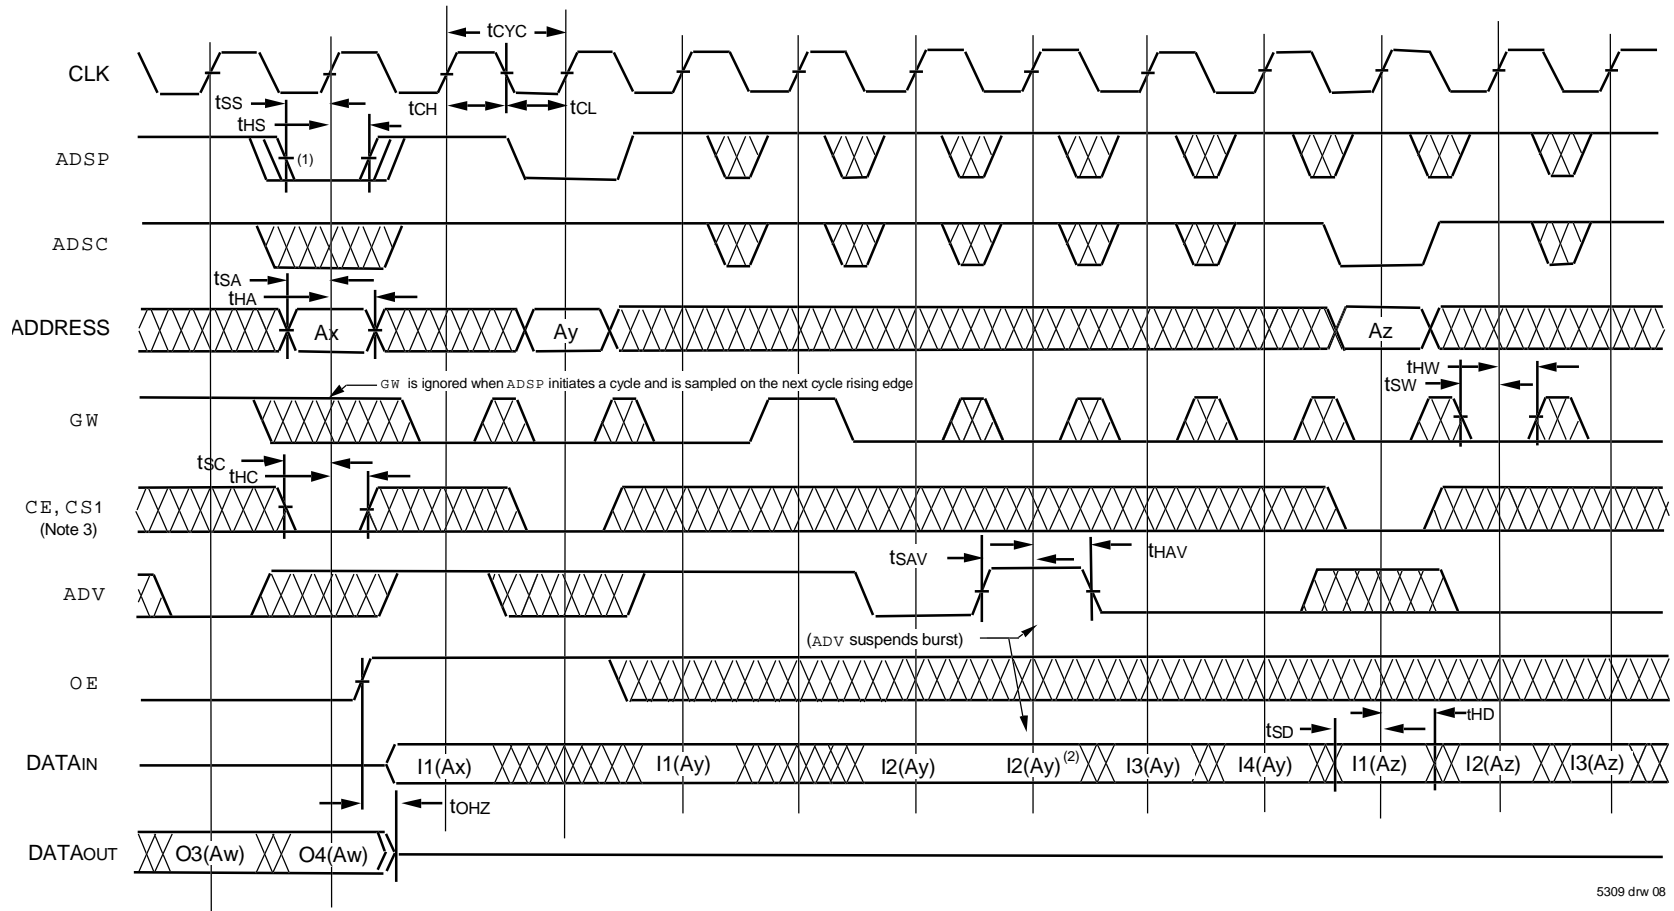 tCYC
CLK
tSS
tCH
tCL
tHS
ADSP
(1)
ADSC
tSA
tHA
ADDRESS
Ax
Ay
Az
tHW
tSW
GW is ignored when ADSP initiates a cycle and is sampled on the next cycle rising edge
GW
tSC
tHC
CE, CS1
(Note 3)
tSAV
tHAV
ADV
(ADV suspends burst)
OE
tSD
tHD
DATAIN
I1(Ax)
I1(Ay)
I2(Ay)
I2(Ay) (2)
I3(Ay)
I4(Ay)
I1(Az)
I2(Az)
I3(Az)
tOHZ
DATAOUT
O3(Aw)
O4(Aw)
5309 drw 08